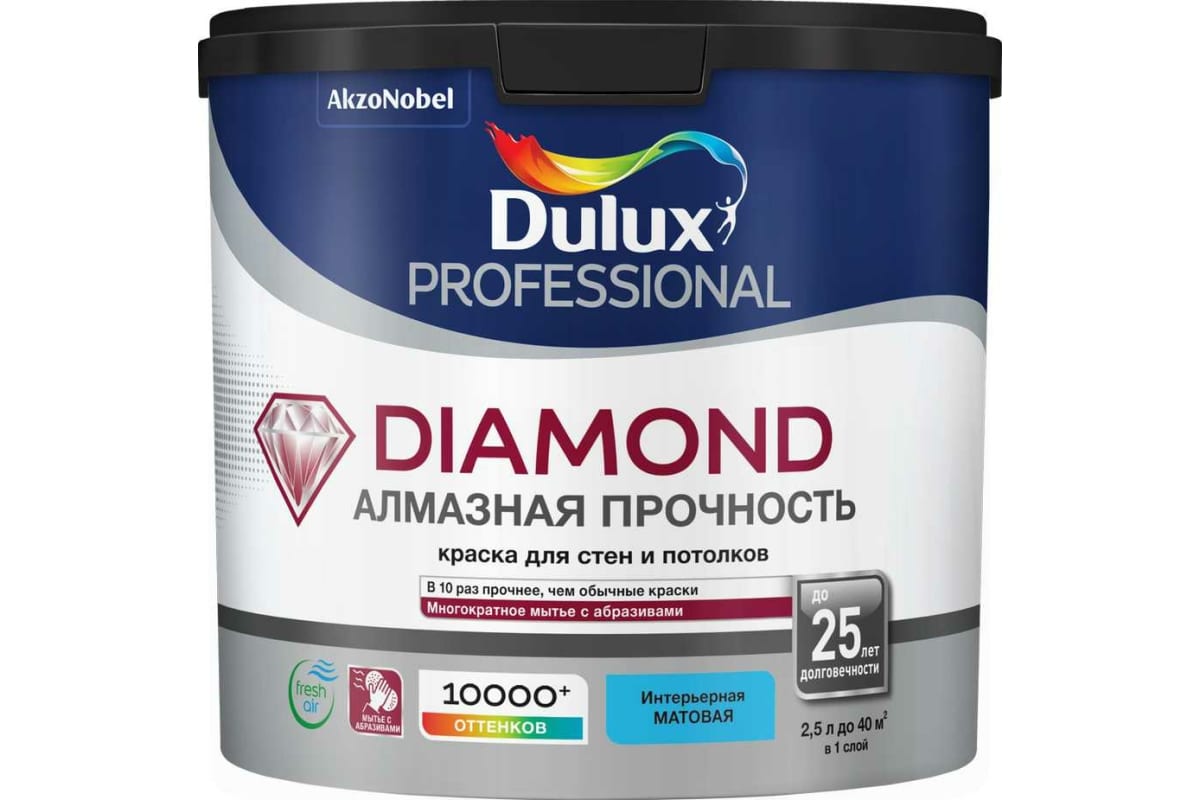 AkzoNobel
Dulux
PROFESSIONAL
DIAMOND
АЛМАЗНАЯ ПРОЧНОСТЬ
краска для стен и потолков
В 10 раз прочнее, чем обычные краски
Многократное мытье с абразивами
до
25 лет
долговечности
fresh
air
МЫТЬЕ С
АБРАЗИВАМИ
10000+
ОТТЕНКОВ
Интерьерная
МАТОВАЯ
2,5 л до 40 м²
в 1 слой